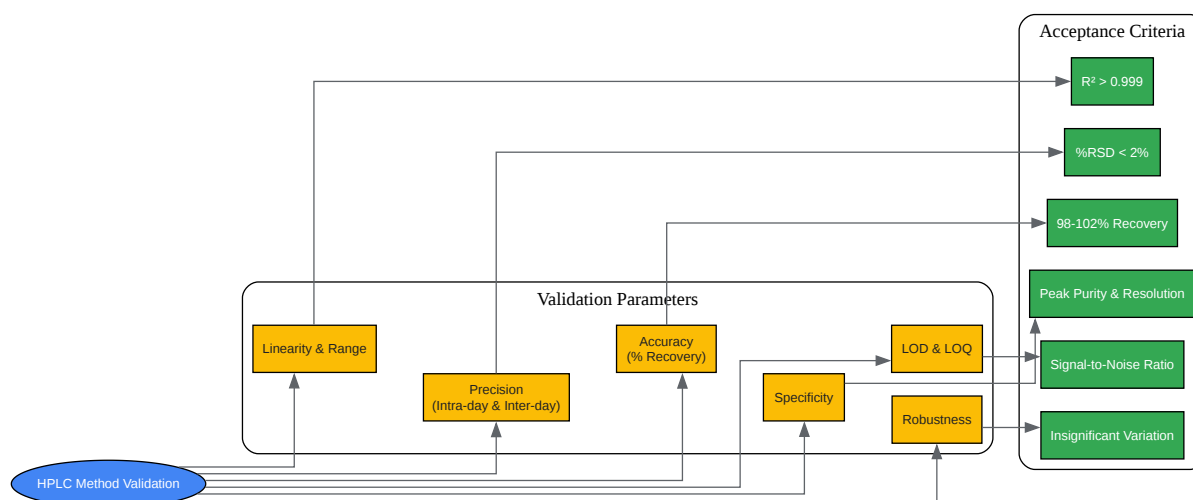 Acceptance Criteria
R² > 0.999
%RSD < 2%
98-102% Recovery
Peak Purity & Resolution
Signal-to-Noise Ratio
Insignificant Variation
Validation Parameters
Linearity & Range
Precision
(Intra-day & Inter-day)
Accuracy
(% Recovery)
Specificity
LOD & LOQ
Robustness
HPLC Method Validation